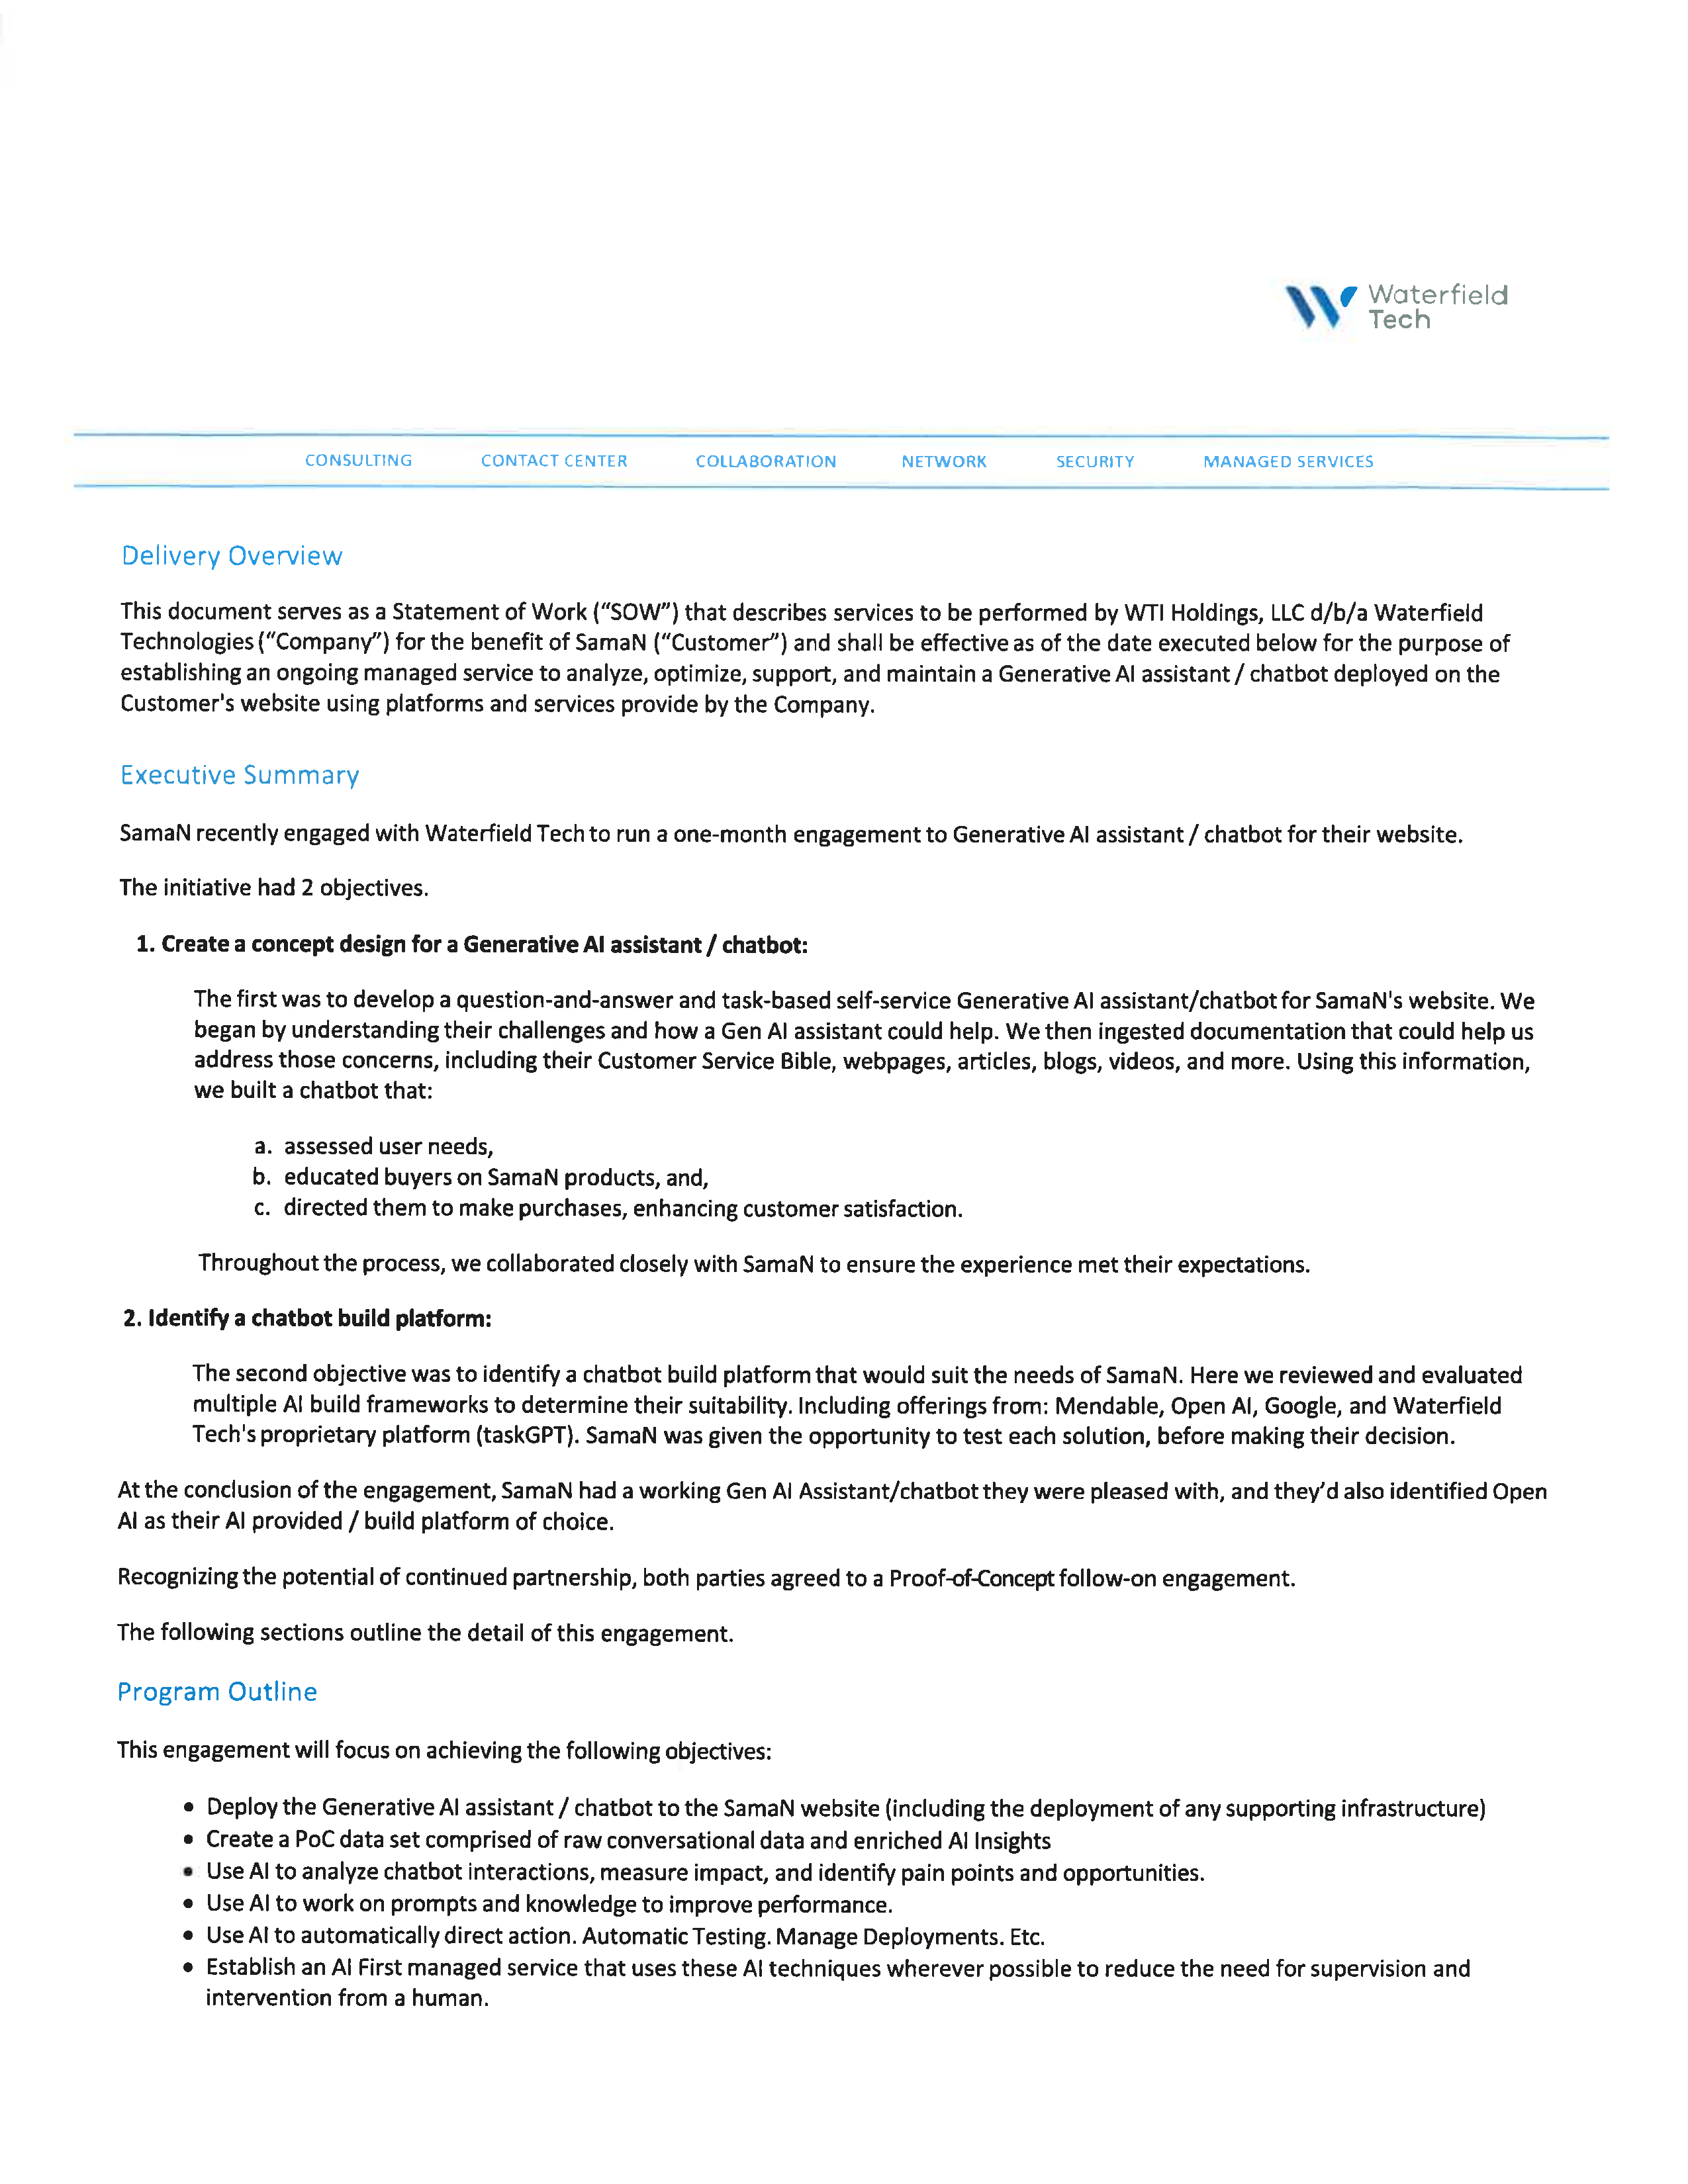 Waterfield
Tech
CONSULTING CONTACT CENTER COLLABORATION NETWORK SECURITY MANAGED SERVICES
Delivery Overview
This document serves as a Statement of Work (“SOW”) that describes services to be performed by WTI Holdings, LLC d/b/a Waterfield
Technologies (“Company”) for the benefit of SamaN (“Customer”) and shall be effective as of the date executed below for the purpose of
establishing an ongoing managed service to analyze, optimize, support, and maintain a Generative AI assistant / chatbot deployed on the
Customer's website using platforms and services provide by the Company.
Executive Summary
SamaN recently engaged with Waterfield Tech to run a one-month engagement to Generative AI assistant / chatbot for their website.
The initiative had 2 objectives.
1. Create a concept design for a Generative AI assistant / chatbot:
The first was to develop a question-and-answer and task-based self-service Generative AI assistant/chatbot for SamaN's website. We
began by understanding their challenges and how a Gen AI assistant could help. We then ingested documentation that could help us
address those concerns, including their Customer Service Bible, webpages, articles, blogs, videos, and more. Using this information,
we built a chatbot that:
a. assessed user needs,
b. educated buyers on SamaN products, and,
c. directed them to make purchases, enhancing customer satisfaction.
Throughout the process, we collaborated closely with SamaN to ensure the experience met their expectations.
2. Identify a chatbot build platform:
The second objective was to identify a chatbot build platform that would suit the needs of SamaN. Here we reviewed and evaluated
multiple AI build frameworks to determine their suitability. Including offerings from: Mendable, Open AI, Google, and Waterfield
Tech's proprietary platform (taskGPT). SamaN was given the opportunity to test each solution, before making their decision.
At the conclusion of the engagement, SamaN had a working Gen AI Assistant/chatbot they were pleased with, and they’d also identified Open
AI as their AI provided / build platform of choice.
Recognizing the potential of continued partnership, both parties agreed to a Proof-of-Concept follow-on engagement.
The following sections outline the detail of this engagement.
Program Outline
This engagement will focus on achieving the following objectives:
• Deploy the Generative AI assistant / chatbot to the SamaN website (including the deployment of any supporting infrastructure)
• Create a PoC data set comprised of raw conversational data and enriched AI Insights
• Use AI to analyze chatbot interactions, measure impact, and identify pain points and opportunities.
• Use AI to work on prompts and knowledge to improve performance.
• Use AI to automatically direct action. Automatic Testing. Manage Deployments. Etc.
• Establish an AI First managed service that uses these AI techniques wherever possible to reduce the need for supervision and
intervention from a human.